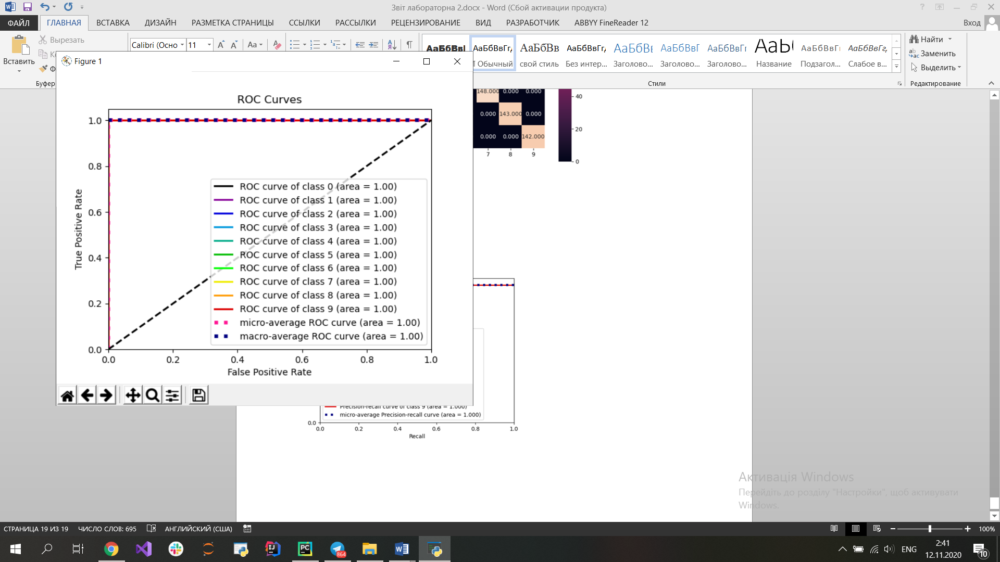 Звіт лабораторна 2.docx - Word (Сбой активации продукта)
ФАЙЛ ГЛАВНАЯ ВСТАВКА ДИЗАЙН РАЗМЕТКА СТРАНИЦЫ ССЫЛКИ РАССЫЛКИ РЕЦЕНЗИРОВАНИЕ ВИД РАЗРАБОТЧИК ABBYY FineReader 12 Вход
Вставить
Вырезать
Буфер
Calibri (Осно 11
Aa
АаБбВвІ АаБбВвГг, АаБбВв АаБбВвГг, АаБбВ АаБбВвГ АаБбВвГг АаБ АаБбВвГг АаБбВвГг,
Обычный свой стиль Без интер... Заголово... Заголово... Заголово... Название Подзагол... Слабое в...
Стили
Найти
Заменить
Выделить
Редактирование
Figure 1
ROC Curves
1.0
0.8
0.6
0.4
0.2
0.0
True Positive Rate
ROC curve of class 0 (area = 1.00)
ROC curve of class 1 (area = 1.00)
ROC curve of class 2 (area = 1.00)
ROC curve of class 3 (area = 1.00)
ROC curve of class 4 (area = 1.00)
ROC curve of class 5 (area = 1.00)
ROC curve of class 6 (area = 1.00)
ROC curve of class 7 (area = 1.00)
ROC curve of class 8 (area = 1.00)
ROC curve of class 9 (area = 1.00)
micro-average ROC curve (area = 1.00)
macro-average ROC curve (area = 1.00)
0.0 0.2 0.4 0.6 0.8 1.0
False Positive Rate
148.000 0.000 0.000
0.000 143.000 0.000
0.000 0.000 142.000
7 8 9
40
20
0
Precision-recall curve of class 9 (area = 1.000)
micro-average Precision-recall curve (area = 1.000)
0.0
0.0 0.2 0.4 0.6 0.8 1.0
Recall
Активація Windows
Перейдіть до розділу "Настройки", щоб активувати
Windows.
СТРАНИЦА 19 ИЗ 19 ЧИСЛО СЛОВ: 695 АНГЛИЙСКИЙ (США) 100%
PC
864
ENG
2:41
12.11.2020
10